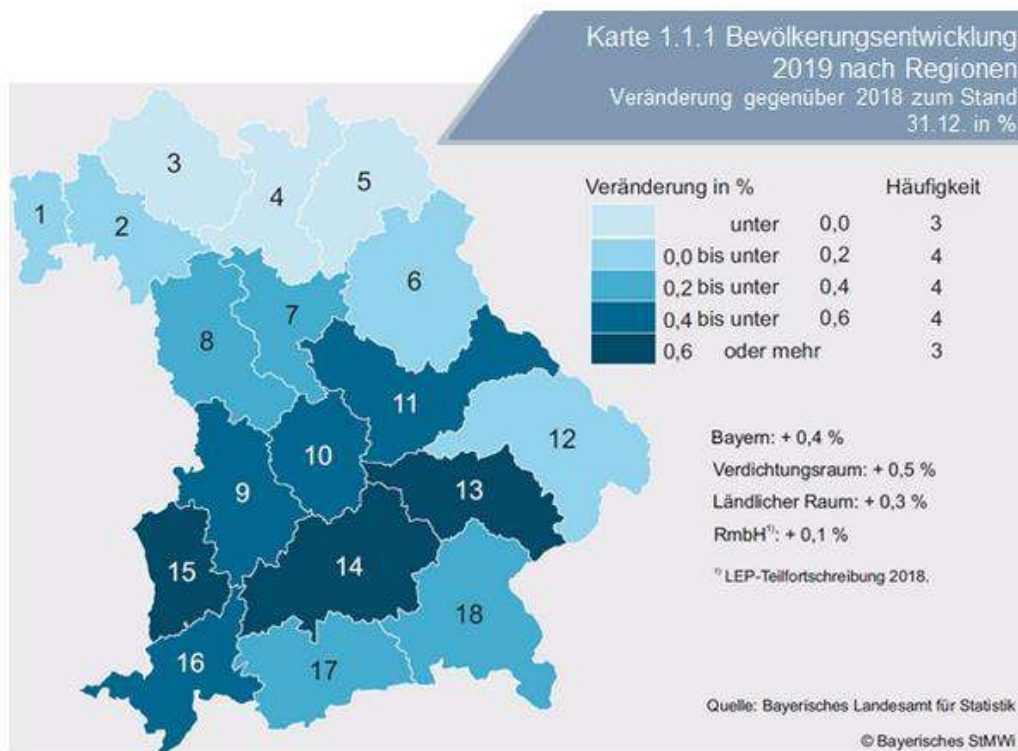 Karte 1.1.1 Bevölkerungsentwicklung
2019 nach Regionen
Veränderung gegenüber 2018 zum Stand
31.12. in %
Veränderung in % Häufigkeit
unter 0,0 3
0,0 bis unter 0,2 4
0,2 bis unter 0,4 4
0,4 bis unter 0,6 4
0,6 oder mehr 3
Bayern: + 0,4 %
Verdichtungsraum: + 0,5 %
Ländlicher Raum: + 0,3 %
RmbH¹⁾: + 0,1 %
¹⁾ LEP-Teilfortschreibung 2018.
1
2
3
4
5
6
7
8
9
10
11
12
13
14
15
16
17
18
Quelle: Bayerisches Landesamt für Statistik
© Bayerisches StMWi